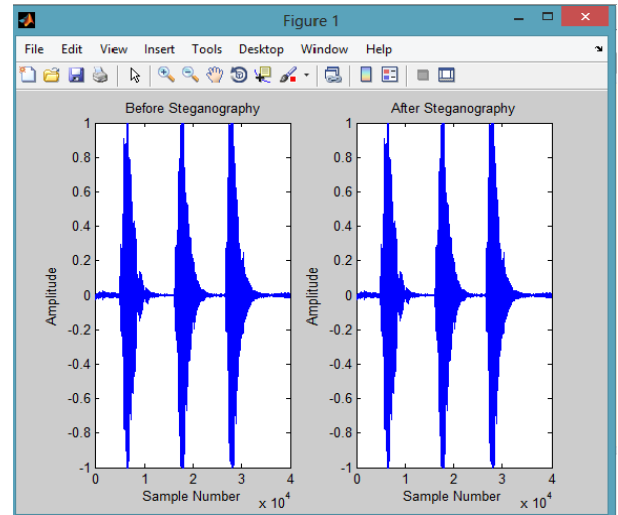 Figure 1
File Edit View Insert Tools Desktop Window Help
Before Steganography
After Steganography
1
0.8
0.6
0.4
0.2
0
-0.2
-0.4
-0.6
-0.8
-1
Amplitude
0 1 2 3 4
Sample Number
x 10^4
1
0.8
0.6
0.4
0.2
0
-0.2
-0.4
-0.6
-0.8
-1
Amplitude
0 1 2 3 4
Sample Number
x 10^4